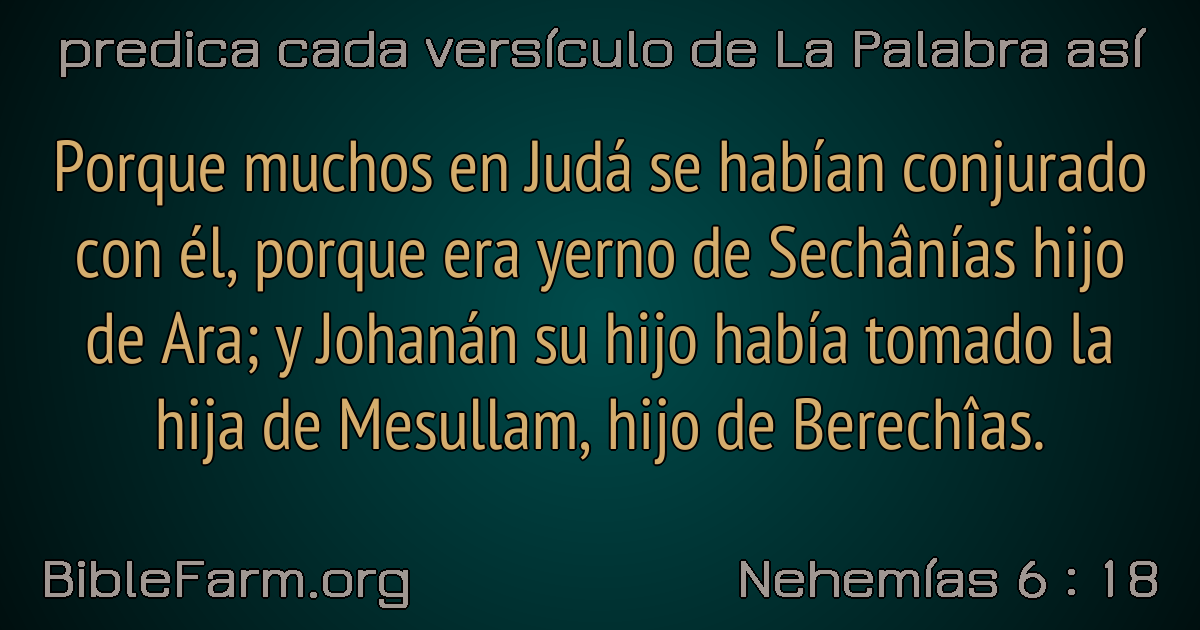 predica cada versículo de La Palabra así
Porque muchos en Judá se habían conjurado
con él, porque era yerno de Sechânías hijo
de Ara; y Johanán su hijo había tomado la
hija de Mesullam, hijo de Berechîas.
BibleFarm.org
Nehemías 6 : 18